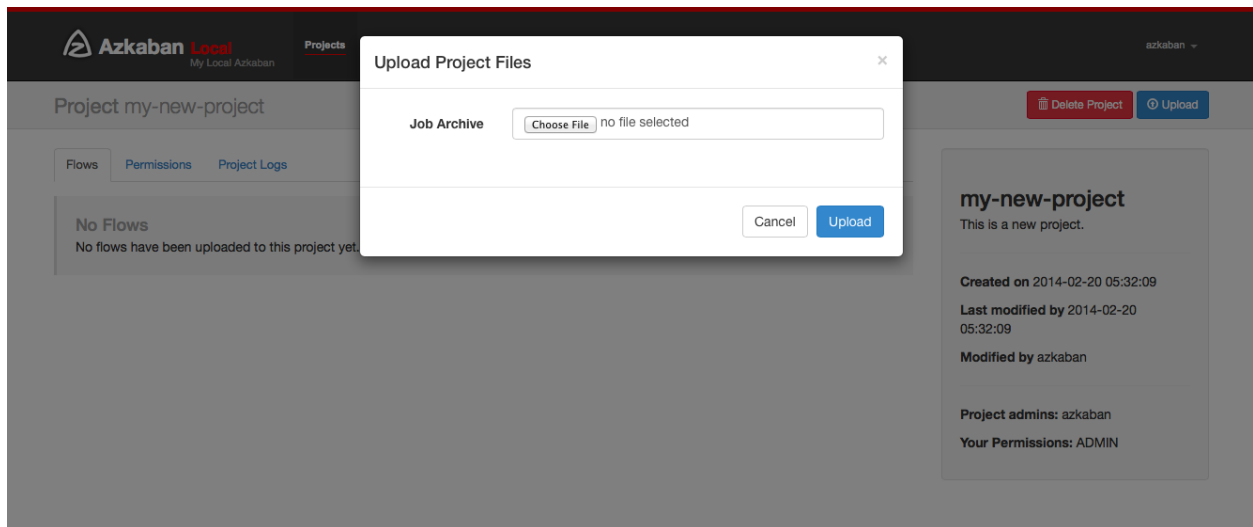 Azkaban Local
My Local Azkaban
Projects
azkaban
Upload Project Files
×
Project my-new-project
Delete Project
Upload
Job Archive
Choose File no file selected
Cancel
Upload
Flows
Permissions
Project Logs
No Flows
No flows have been uploaded to this project yet.
my-new-project
This is a new project.
Created on 2014-02-20 05:32:09
Last modified by 2014-02-20
05:32:09
Modified by azkaban
Project admins: azkaban
Your Permissions: ADMIN